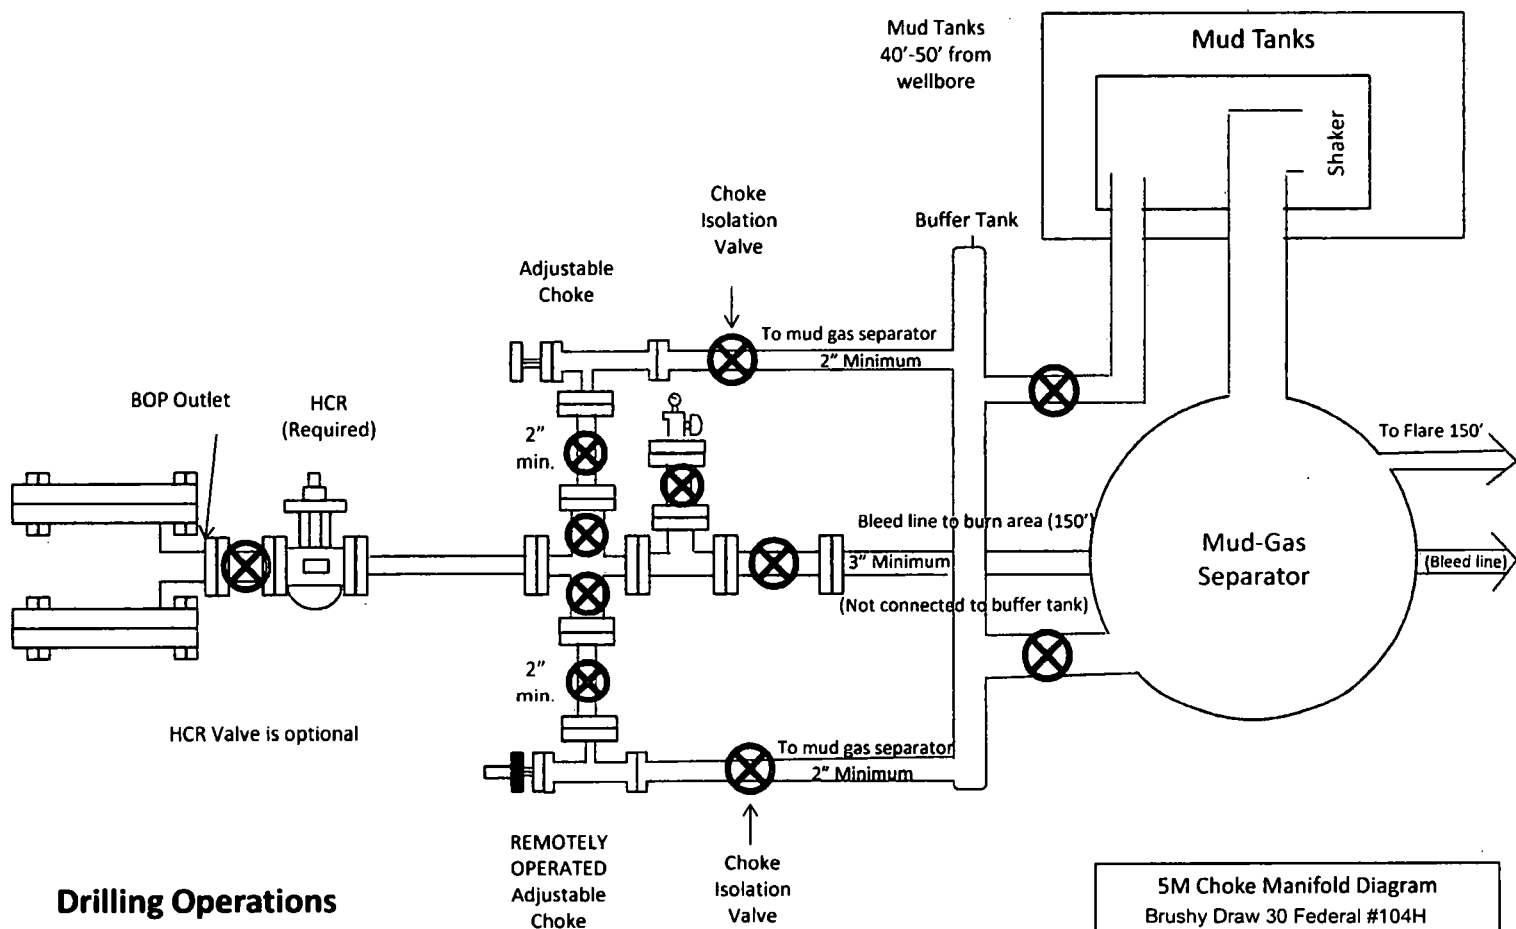 Mud Tanks
40'-50' from
wellbore
Mud Tanks
Shaker
Choke
Isolation
Valve
Buffer Tank
Adjustable
Choke
To mud gas separator
2" Minimum
BOP Outlet
HCR
(Required)
2"
min.
To Flare 150'
Bleed line to burn area (150')
3" Minimum
(Not connected to buffer tank)
Mud-Gas
Separator
(Bleed line)
2"
min.
HCR Valve is optional
To mud gas separator
2" Minimum
REMOTELY
OPERATED
Adjustable
Choke
Choke
Isolation
Valve
Drilling Operations
5M Choke Manifold Diagram
Brushy Draw 30 Federal #104H